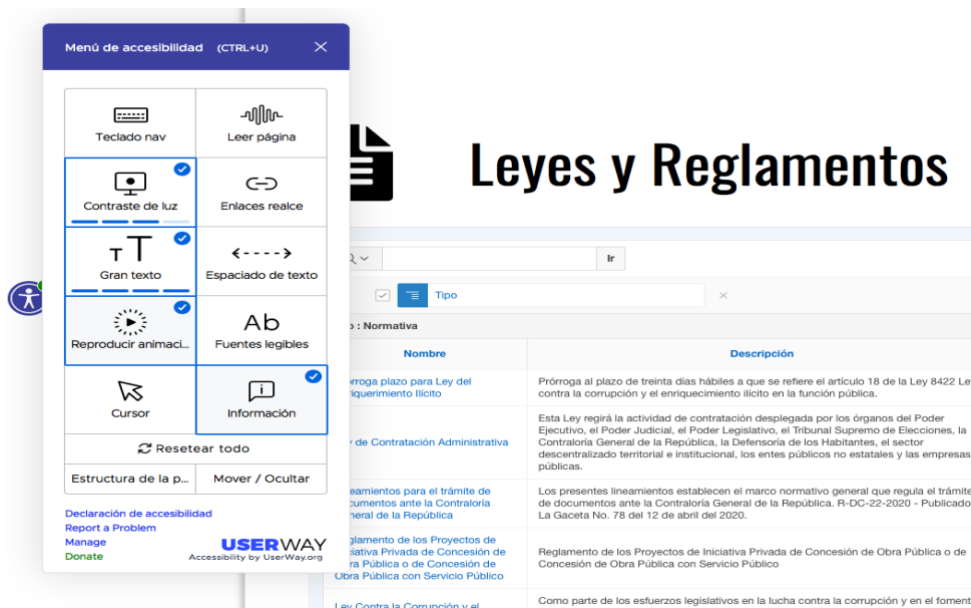 Menú de accesibilidad (CTRL+U)
Teclado nav
Leer página
Contraste de luz
Enlaces realce
Gran texto
Espaciado de texto
Reproducir animaci...
Fuentes legibles
Cursor
Información
Resetear todo
Estructura de la p...
Mover / Ocultar
Declaración de accesibilidad
Report a Problem
Manage
Donate
USERWAY
Accessibility by UserWay.org
Leyes y Reglamentos
Ir
Tipo
: Normativa
Nombre
Descripción
plazo para Ley del
Ilícito
Prórroga al plazo de treinta días hábiles a que se refiere el artículo 18 de la Ley 8422
contra la corrupción y el enriquecimiento ilícito en la función pública.
de Contratación Administrativa
Esta Ley regirá la actividad de contratación desplegada por los órganos del Poder
Ejecutivo, el Poder Judicial, el Poder Legislativo, el Tribunal Supremo de Elecciones, la
Contraloría General de la República, la Defensoría de los Habitantes, el sector
descentralizado territorial e institucional, los entes públicos no estatales y las empresas
públicas.
para el trámite de
ante la Contraloría
de la República
Los presentes lineamientos establecen el marco normativo general que regula el trámite
de documentos ante la Contraloría General de la República. R-DC-22-2020 - Publicado
La Gaceta No. 78 del 12 de abril del 2020.
de los Proyectos de
Privada de Concesión de
Pública o de Concesión de
Obra Pública con Servicio Público
Reglamento de los Proyectos de Iniciativa Privada de Concesión de Obra Pública o de
Concesión de Obra Pública con Servicio Público
Ley Contra la Corrupción y el
Como parte de los esfuerzos legislativos en la lucha contra la corrupción y en el